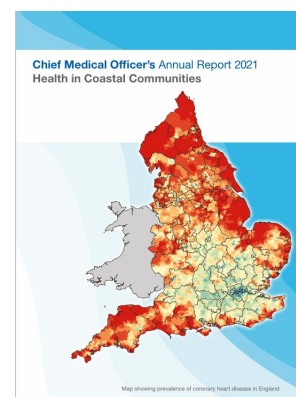 Chief Medical Officer's Annual Report 2021
Health in Coastal Communities
Map showing prevalence of coronary heart disease in England.